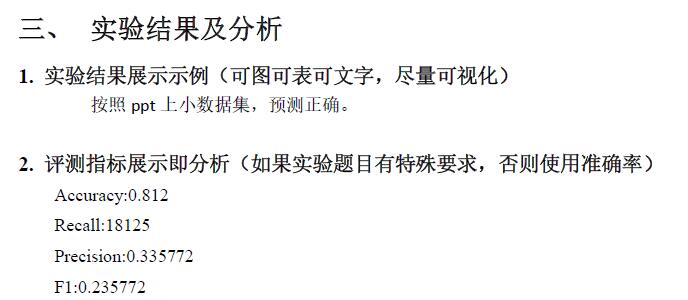 三、 实验结果及分析
1. 实验结果展示示例（可图可表可文字，尽量可视化）
按照 ppt 上小数据集，预测正确。
2. 评测指标展示即分析（如果实验题目有特殊要求，否则使用准确率）
Accuracy:0.812
Recall:18125
Precision:0.335772
F1:0.235772